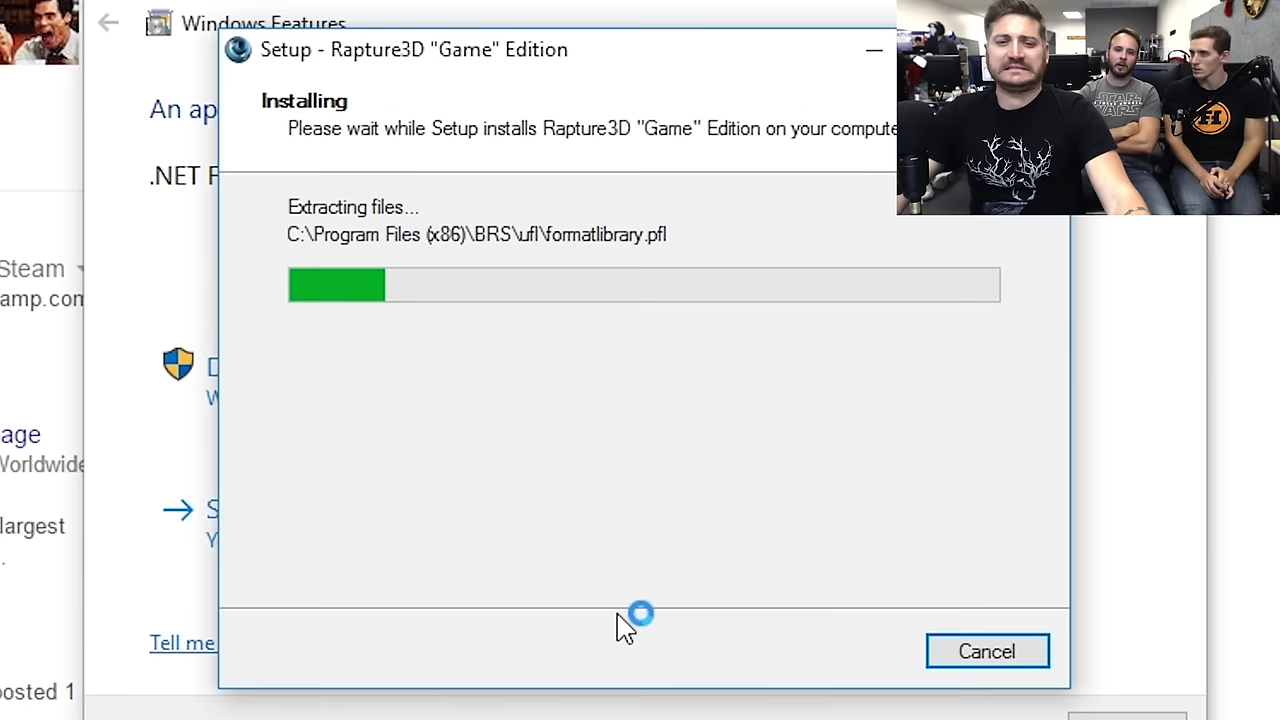 Windows Features
Setup - Rapture3D "Game" Edition
Installing
Please wait while Setup installs Rapture3D "Game" Edition on your compute
An ap
.NET F
Extracting files...
C:\Program Files (x86)\BRS\ufl\formatlibrary.pfl
Steam
amp.com
D
W
age
Worldwide
S
Y
largest
Tell me
Cancel
posted 1
STAR
WARS